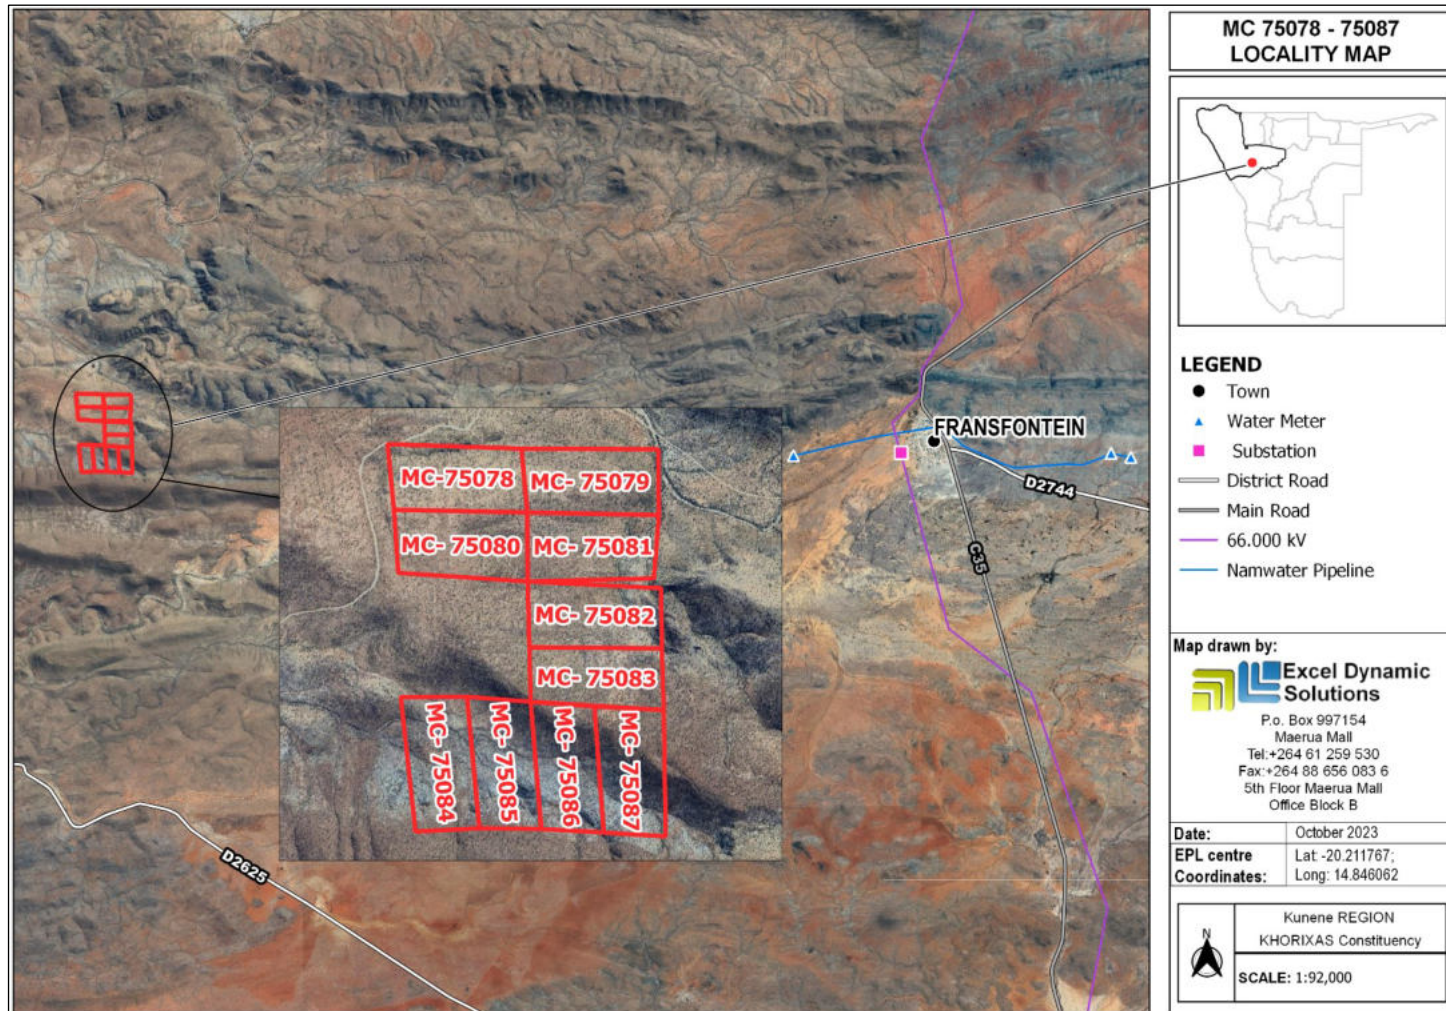 MC 75078 - 75087
LOCALITY MAP
FRANSFONTEIN
D2744
C35
D2625
MC-75078
MC- 75079
MC- 75080
MC- 75081
MC- 75082
MC- 75083
MC- 75084
MC- 75085
MC- 75086
MC- 75087
LEGEND
Town
Water Meter
Substation
District Road
Main Road
66.000 kV
Namwater Pipeline
Map drawn by:
Excel Dynamic
Solutions
P.o. Box 997154
Maerua Mall
Tel:+264 61 259 530
Fax:+264 88 656 083 6
5th Floor Maerua Mall
Office Block B
Date: October 2023
EPL centre Lat: -20.211767;
Coordinates: Long: 14.846062
N
Kunene REGION
KHORIXAS Constituency
SCALE: 1:92,000